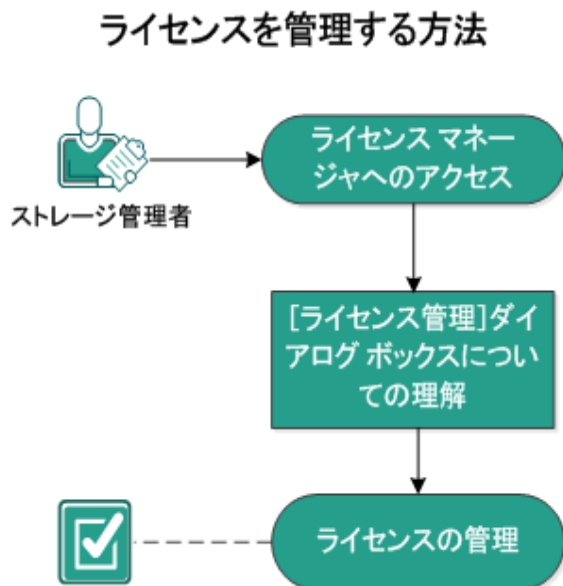 ライセンスを管理する方法
ライセンス マネー
ジャへのアクセス
ストレージ管理者
[ライセンス管理]ダイ
アログ ボックスについ
ての理解
ライセンスの管理